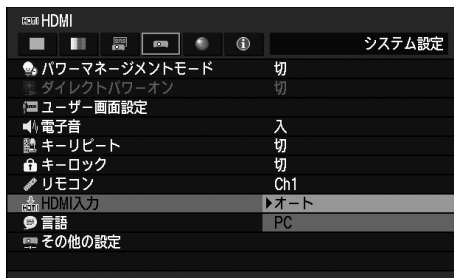 HDMI HDMI
システム設定
パワーマネージメントモード 切
ダイレクトパワーオン 切
ユーザー画面設定
電子音 入
キーリピート 切
キーロック 切
リモコン Ch1
HDMI HDMI入力 ▶オート
言語 PC
その他の設定